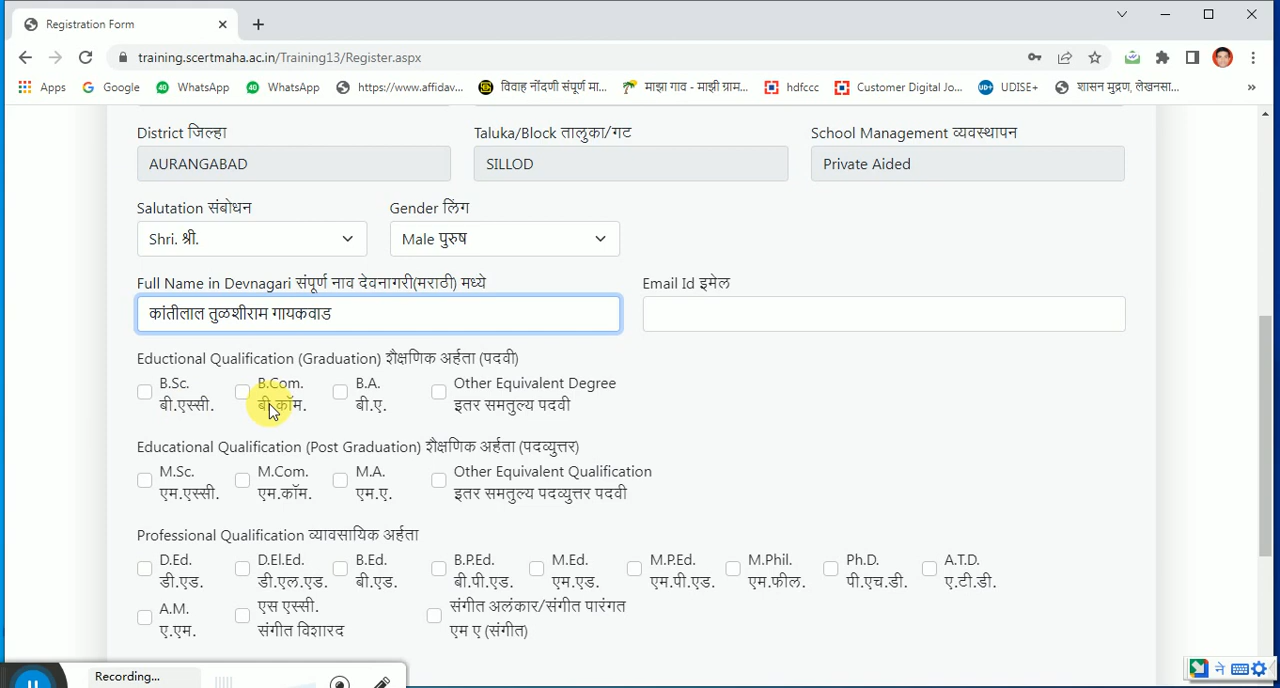 Registration Form
training.scertmaha.ac.in/Training13/Register.aspx
Apps Google WhatsApp WhatsApp https://www.affidav... विवाह नोंदणी संपूर्ण मा... माझा गाव - माझी ग्राम... hdfccc Customer Digital Jo... UDISE+ शासन मुद्रण, लेखनसा... »
District जिल्हा Taluka/Block तालुका/गट School Management व्यवस्थापन
AURANGABAD SILLOD Private Aided
Salutation संबोधन Gender लिंग
Shri. श्री. Male पुरुष
Full Name in Devnagari संपूर्ण नाव देवनागरी(मराठी) मध्ये Email Id इमेल
कांतीलाल तुळशीराम गायकवाड
Eductional Qualification (Graduation) शैक्षणिक अर्हता (पदवी)
B.Sc. B.Com. B.A. Other Equivalent Degree
बी.एस्सी. बी.कॉम. बी.ए. इतर समतुल्य पदवी
Educational Qualification (Post Graduation) शैक्षणिक अर्हता (पदव्युत्तर)
M.Sc. M.Com. M.A. Other Equivalent Qualification
एम.एस्सी. एम.कॉम. एम.ए. इतर समतुल्य पदव्युत्तर पदवी
Professional Qualification व्यावसायिक अर्हता
D.Ed. D.El.Ed. B.Ed. B.P.Ed. M.Ed. M.P.Ed. M.Phil. Ph.D. A.T.D.
डी.एड. डी.एल.एड. बी.एड. बी.पी.एड. एम.एड. एम.पी.एड. एम.फील. पी.एच.डी. ए.टी.डी.
A.M. एस एस्सी. संगीत अलंकार/संगीत पारंगत
ए.एम. संगीत विशारद एम ए (संगीत)
Recording... ने